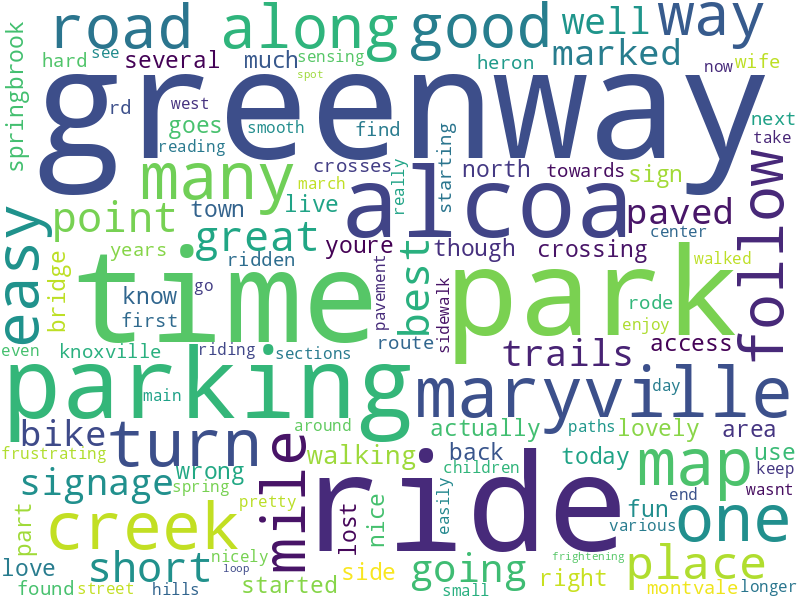 road along good well way
springbrook hard see several much sensing heron marked wife
spot
greenway
rd west goes smooth find now next
reading take
many crosses north towards sign
alcoa
point town live march really starting paved center follow
easy great youre best though crossing
bridge years ridden walked
time park
know go pavement sidewalk rode
first enjoy
even knoxville riding sections route trails access
parking main maryville day
bike turn around actually lovely paths area
frustrating walking back today use
signage wrong mile children map keep
spring lost nice easily end wasnt
creek pretty ride fun one
part various
love short nicely loop going frightening place
found street hills started side small right montvale longer